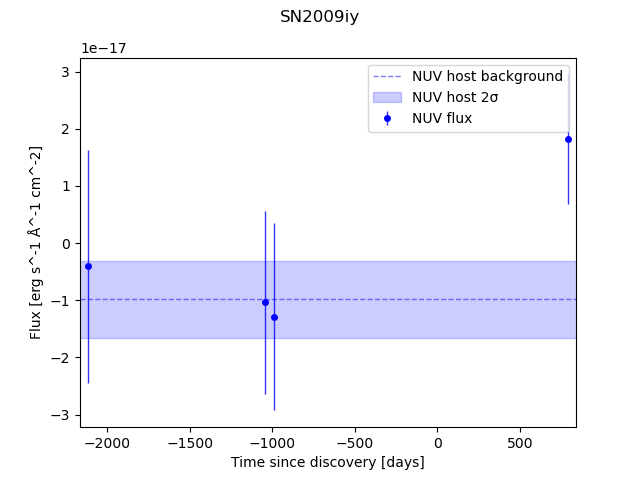 SN2009iy
1e−17
NUV host background
NUV host 2σ
NUV flux
3
2
1
0
−1
−2
−3
Flux [erg s^-1 Å^-1 cm^-2]
−2000 −1500 −1000 −500 0 500
Time since discovery [days]